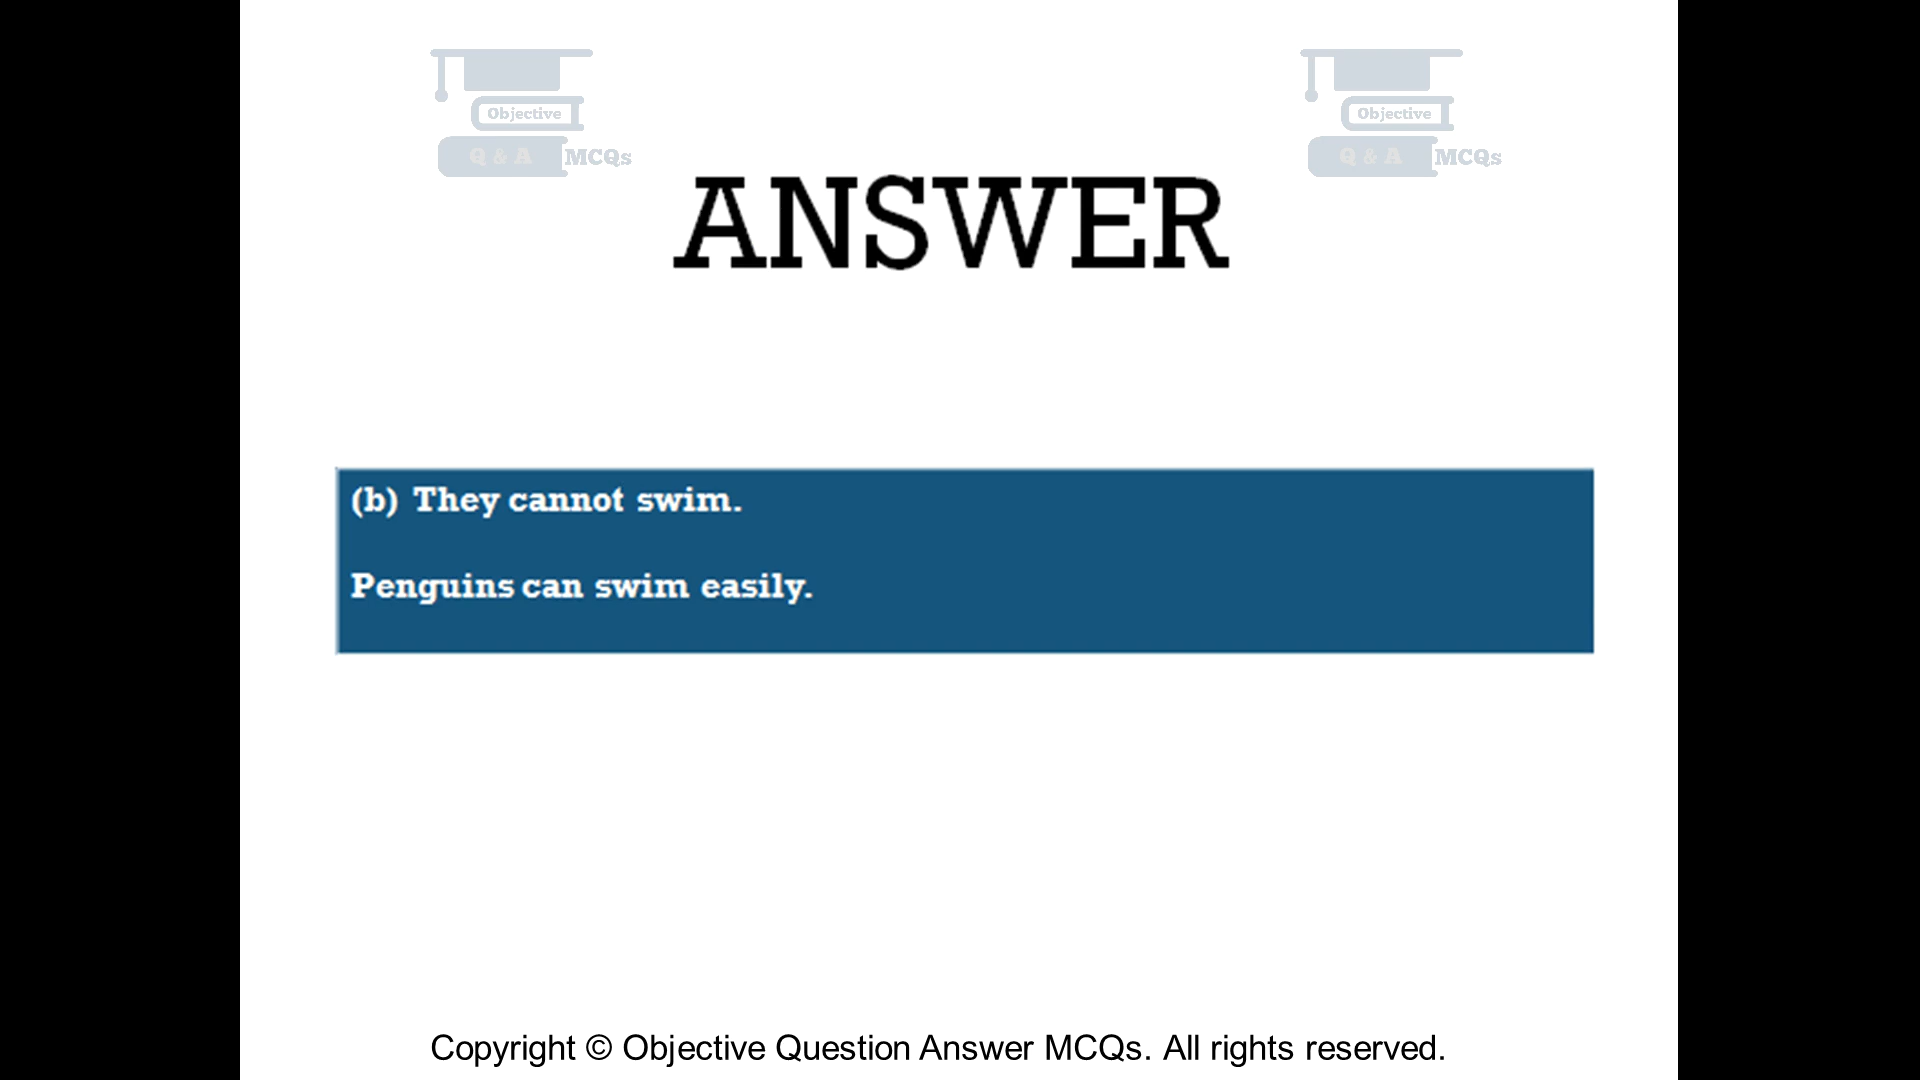 Objective
Q & A MCQs
Objective
Q & A MCQs
ANSWER
(b) They cannot swim.
Penguins can swim easily.
Copyright © Objective Question Answer MCQs. All rights reserved.